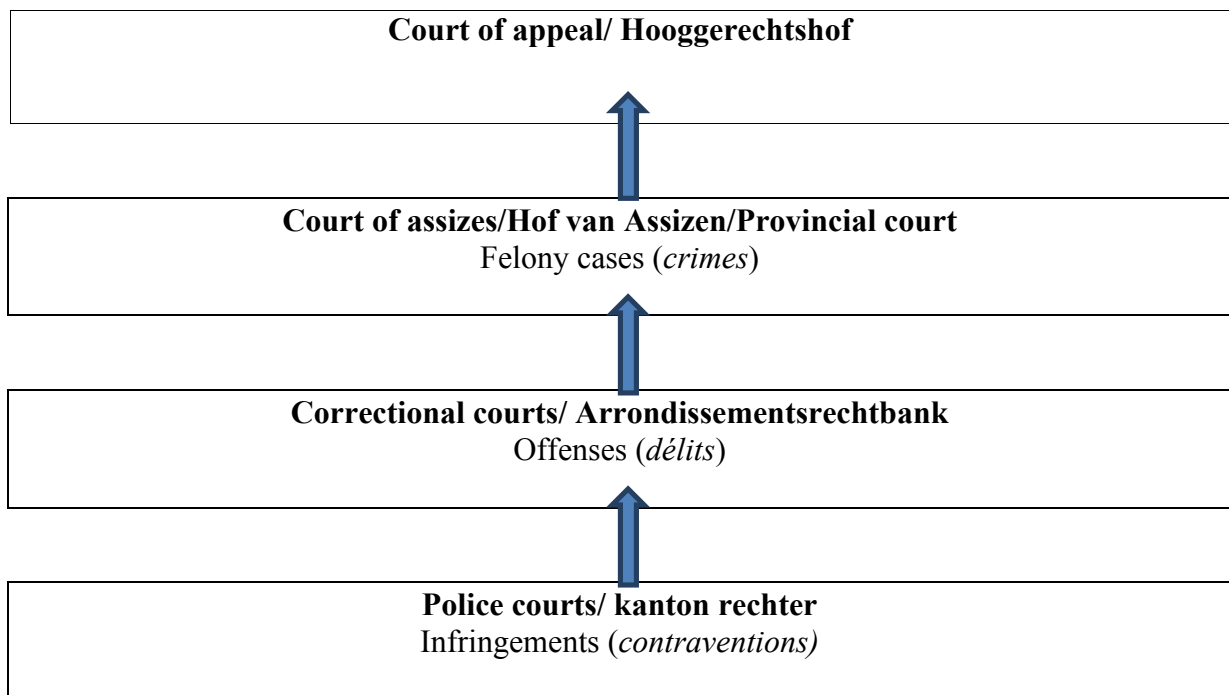 Court of appeal/ Hooggerechtshof
Court of assizes/Hof van Assizen/Provincial court
Felony cases (crimes)
Correctional courts/ Arrondissementsrechtbank
Offenses (délits)
Police courts/ kanton rechter
Infringements (contraventions)